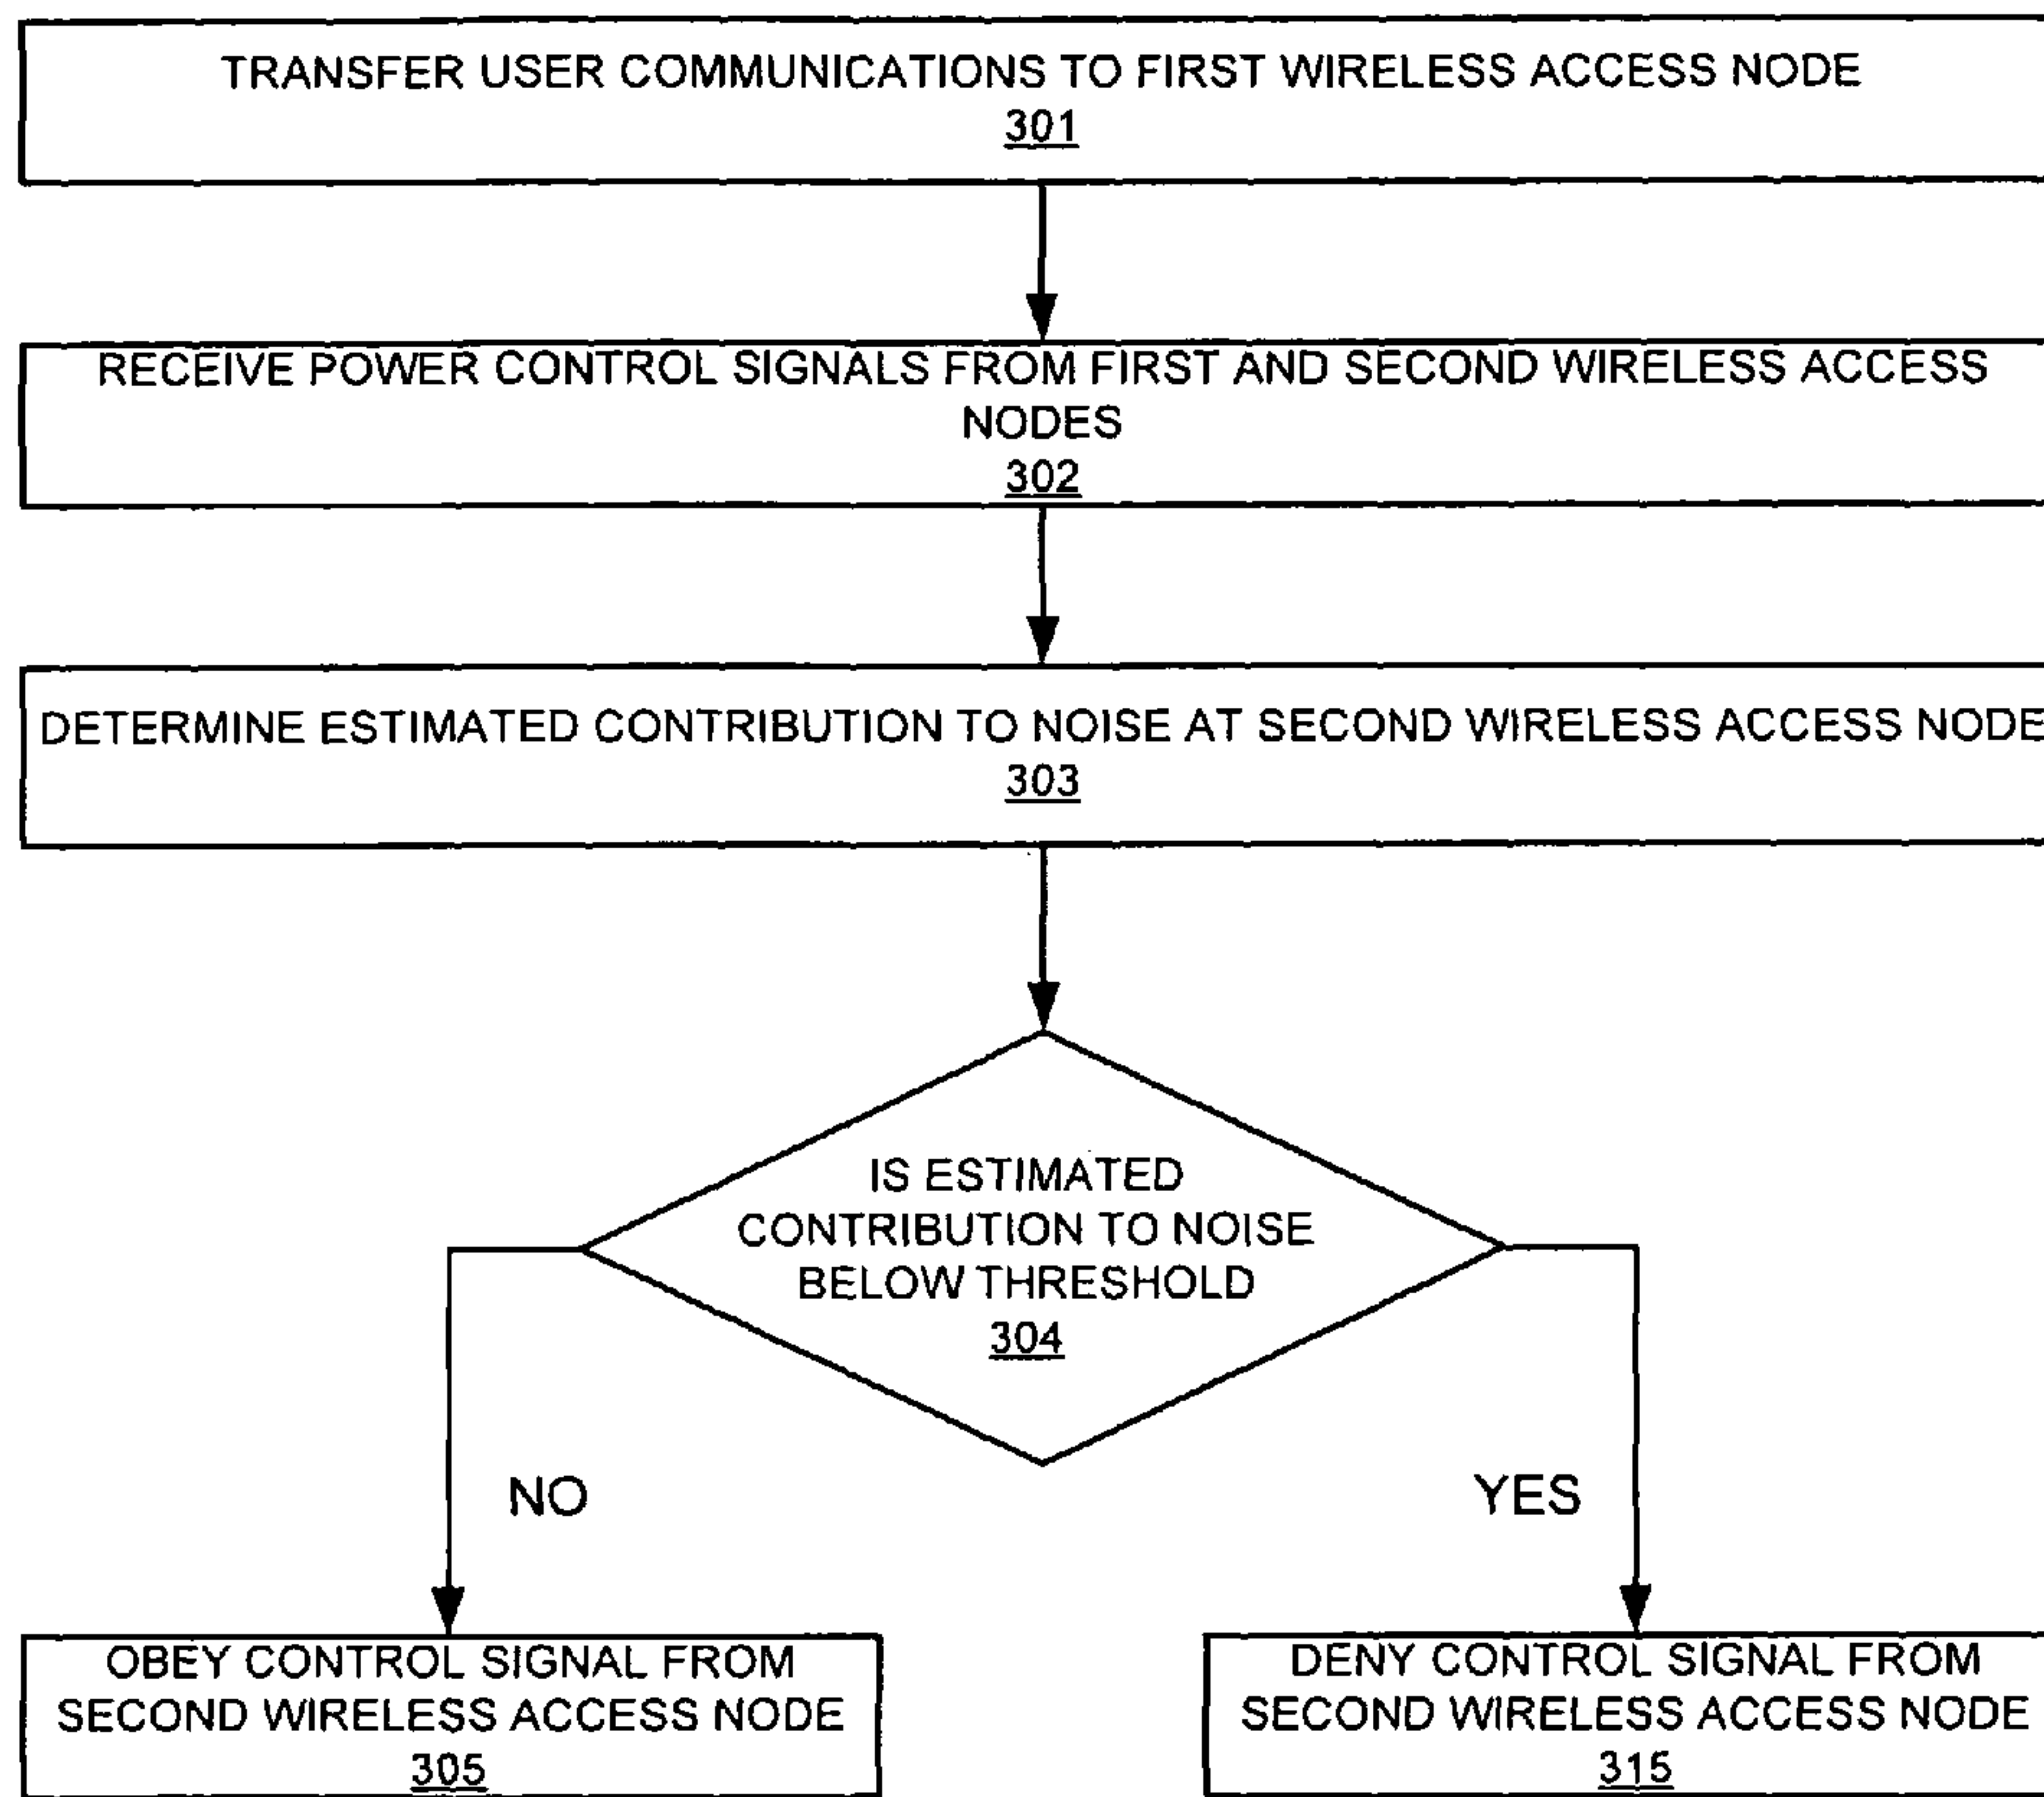 TRANSFER USER COMMUNICATIONS TO FIRST WIRELESS ACCESS NODE
301
RECEIVE POWER CONTROL SIGNALS FROM FIRST AND SECOND WIRELESS ACCESS
NODES
302
DETERMINE ESTIMATED CONTRIBUTION TO NOISE AT SECOND WIRELESS ACCESS NODE
303
IS ESTIMATED
CONTRIBUTION TO NOISE
BELOW THRESHOLD
304
NO
YES
OBEY CONTROL SIGNAL FROM
SECOND WIRELESS ACCESS NODE
305
DENY CONTROL SIGNAL FROM
SECOND WIRELESS ACCESS NODE
315